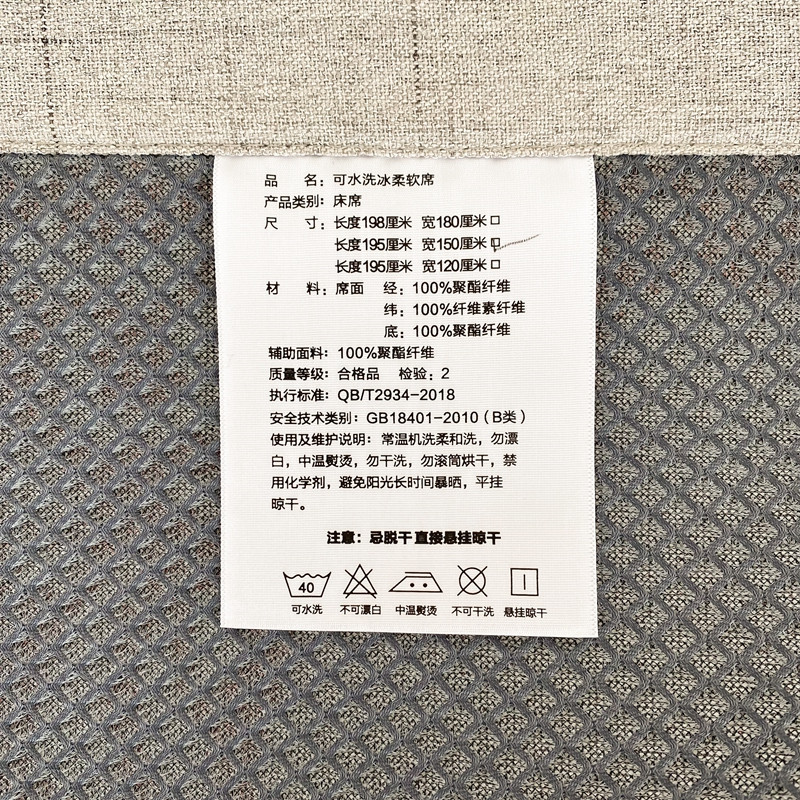 品　　名：可水洗冰柔软席
产品类别：床席
尺　　寸：长度198厘米 宽180厘米□
长度195厘米 宽150厘米□
长度195厘米 宽120厘米□
材　　料：席面　经：100%聚酯纤维
纬：100%纤维素纤维
底：100%聚酯纤维
辅助面料：100%聚酯纤维
质量等级：合格品　检验：2
执行标准：QB/T2934-2018
安全技术类别：GB18401-2010（B类）
使用及维护说明：常温机洗柔和洗，勿漂
白，中温熨烫，勿干洗，勿滚筒烘干，禁
用化学剂，避免阳光长时间暴晒，平挂
晾干。
注意：忌脱干直接悬挂晾干
40
可水洗　不可漂白　中温熨烫　不可干洗　悬挂晾干